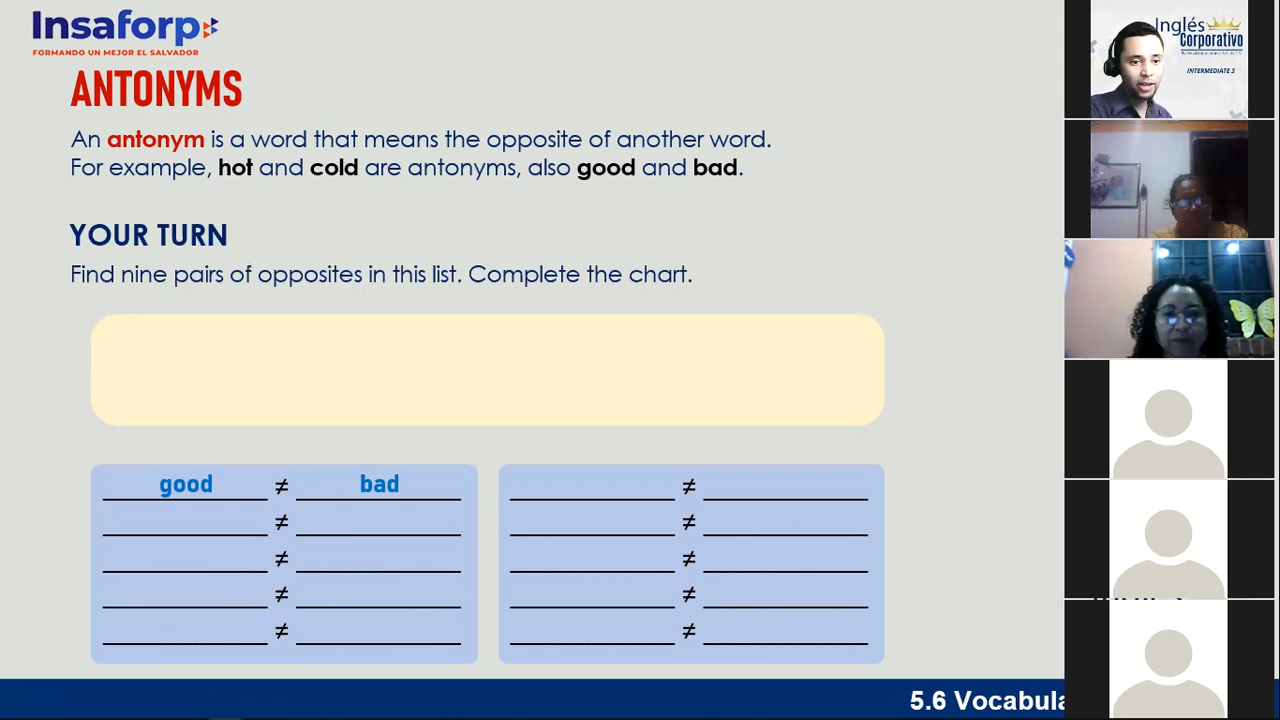 Insaforp
FORMANDO UN MEJOR EL SALVADOR
ANTONYMS
An antonym is a word that means the opposite of another word.
For example, hot and cold are antonyms, also good and bad.
YOUR TURN
Find nine pairs of opposites in this list. Complete the chart.
good ≠ bad ≠
≠ ≠
≠ ≠
≠ ≠
≠ ≠
5.6 Vocabula
Inglés
Corporativo
INTERMEDIATE 3